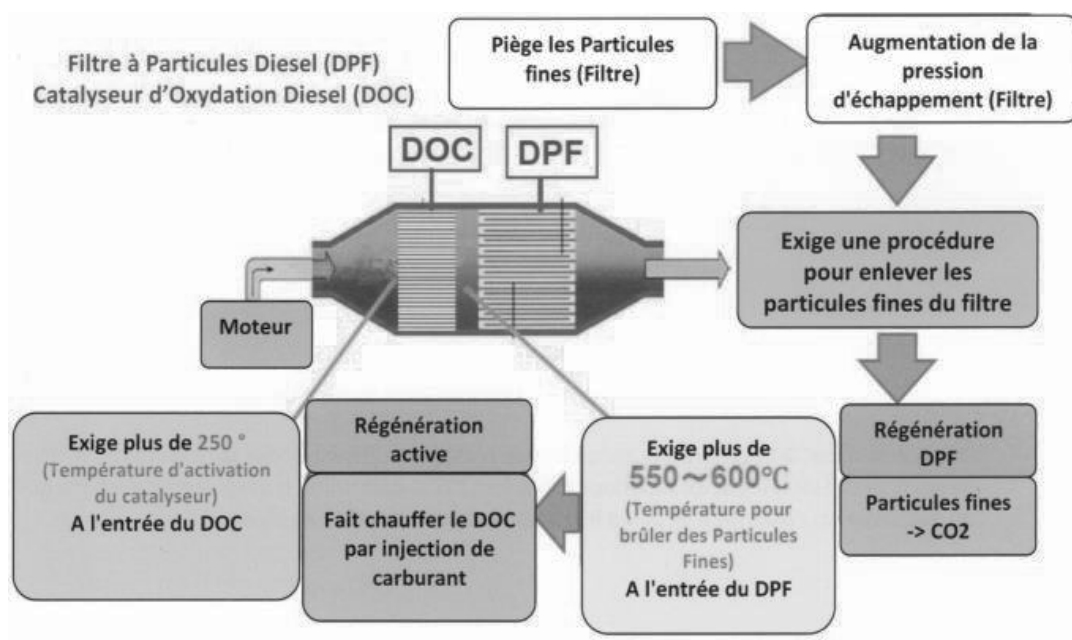 Filtre à Particules Diesel (DPF)
Catalyseur d'Oxydation Diesel (DOC)
Piège les Particules
fines (Filtre)
Augmentation de la
pression
d'échappement (Filtre)
DOC
DPF
Exige une procédure
pour enlever les
particules fines du filtre
Moteur
Exige plus de 250 °
(Température d'activation
du catalyseur)
A l'entrée du DOC
Régénération
active
Fait chauffer le DOC
par injection de
carburant
Exige plus de
550～600℃
(Température pour
brûler des Particules
Fines)
A l'entrée du DPF
Régénération
DPF
Particules fines
-> CO2